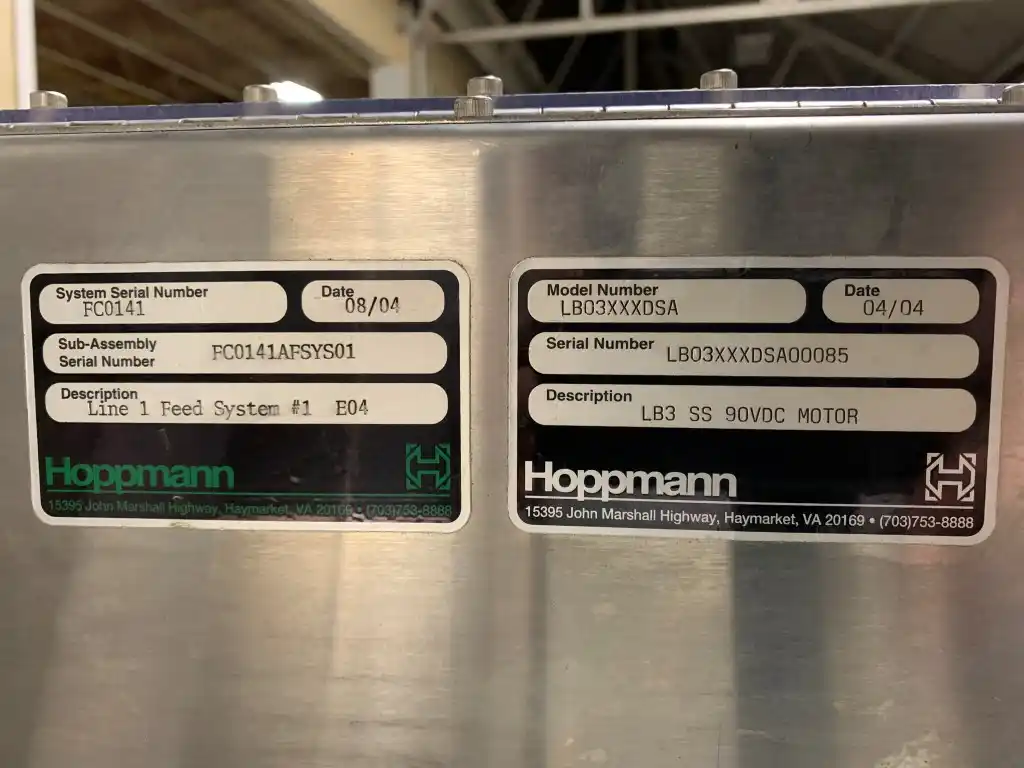 System Serial Number
FC0141
Date
08/04
Sub-Assembly
Serial Number
FC0141AFSYS01
Description
Line 1 Feed System #1 E04
Hoppmann
15395 John Marshall Highway, Haymarket, VA 20169 • (703)753-8888
Model Number
LB03XXXDSA
Date
04/04
Serial Number
LB03XXXDSA00085
Description
LB3 SS 90VDC MOTOR
Hoppmann
15395 John Marshall Highway, Haymarket, VA 20169 • (703)753-8888